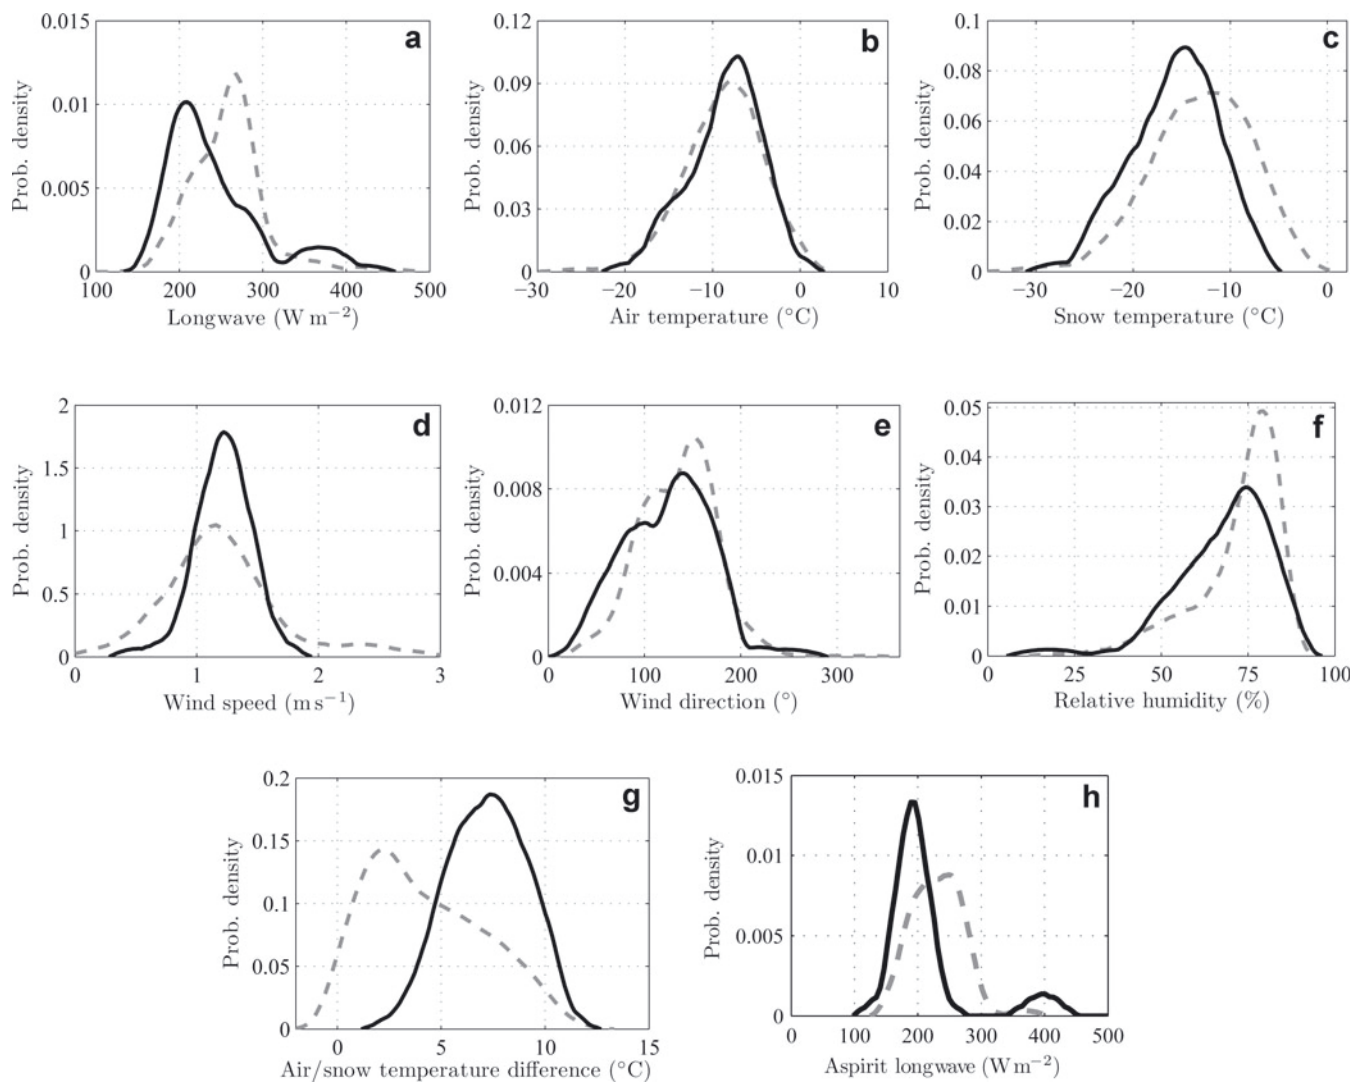 a
Prob. density
0.015
0.01
0.005
0
100 200 300 400 500
Longwave (W m−2)
b
Prob. density
0.12
0.09
0.06
0.03
0
−30 −20 −10 0 10
Air temperature (°C)
c
Prob. density
0.1
0.08
0.06
0.04
0.02
0
−30 −20 −10 0
Snow temperature (°C)
d
Prob. density
2
1.5
1
0.5
0
0 1 2 3
Wind speed (m s−1)
e
Prob. density
0.012
0.008
0.004
0
0 100 200 300
Wind direction (°)
f
Prob. density
0.05
0.04
0.03
0.02
0.01
0
0 25 50 75 100
Relative humidity (%)
g
Prob. density
0.2
0.15
0.1
0.05
0
0 5 10 15
Air/snow temperature difference (°C)
h
Prob. density
0.015
0.01
0.005
0
0 100 200 300 400 500
Aspirit longwave (W m−2)